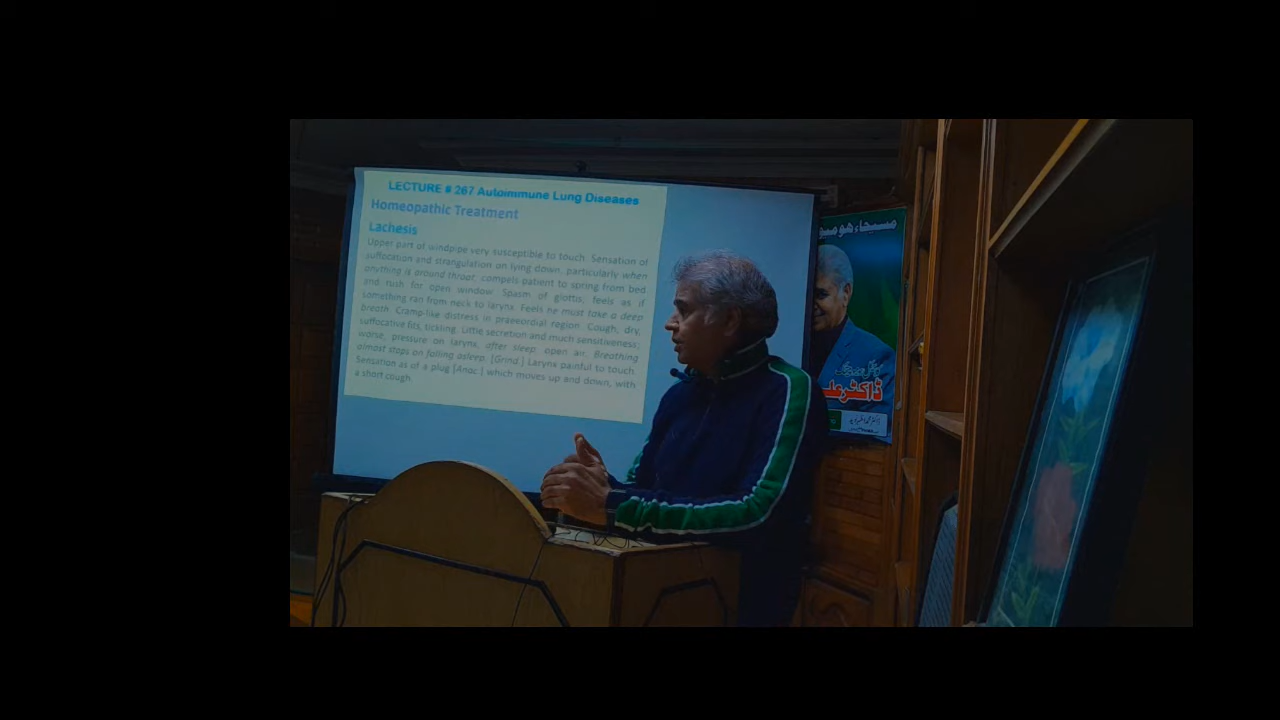 LECTURE # 267 Autoimmune Lung Diseases
Homeopathic Treatment
Lachesis
Upper part of windpipe very susceptible to touch. Sensation of
suffocation and strangulation on lying down, particularly when
anything is around throat; compels patient to spring from bed
and rush for open window. Spasm of glottis; feels as if
something ran from neck to larynx. Feels he must take a deep
breath. Cramp-like distress in præcordial region. Cough; dry,
suffocative fits, tickling. Little secretion and much sensitiveness;
worse, pressure on larynx, after sleep, open air. Breathing
almost stops on falling asleep. [Grind.] Larynx painful to touch.
Sensation as of a plug [Anac.] which moves up and down, with
a short cough.
مسیحاء ھومیو
ڈاکٹر علی